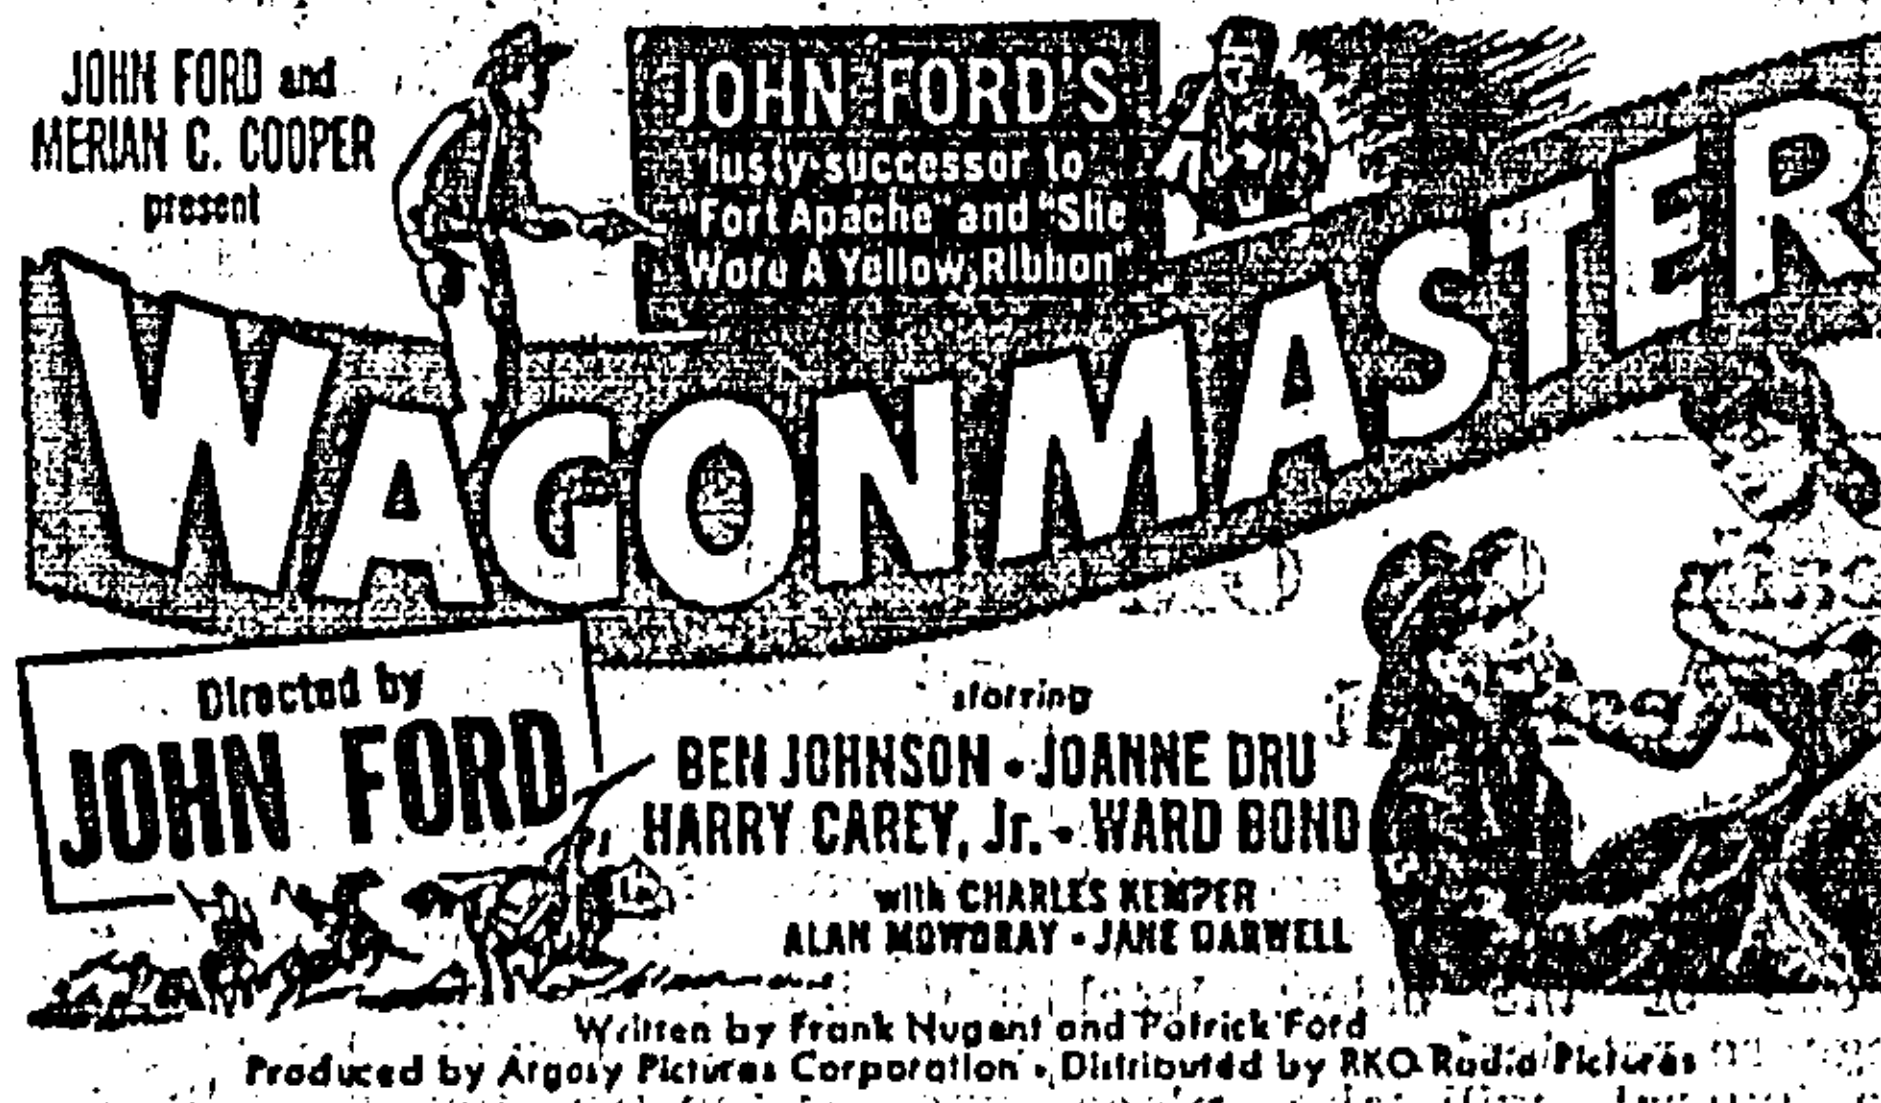 JOHN FORD and
MERIAN C. COOPER
present
JOHN FORD'S
lusty successor to
"Fort Apache" and "She
Wore A Yellow Ribbon"
WAGONMASTER
Directed by
JOHN FORD
starring
BEN JOHNSON • JOANNE DRU
HARRY CAREY, Jr. • WARD BOND
with CHARLES KEMPER
ALAN MOWBRAY • JANE DARWELL
Written by Frank Nugent and Patrick Ford
Produced by Argosy Pictures Corporation • Distributed by RKO Radio Pictures